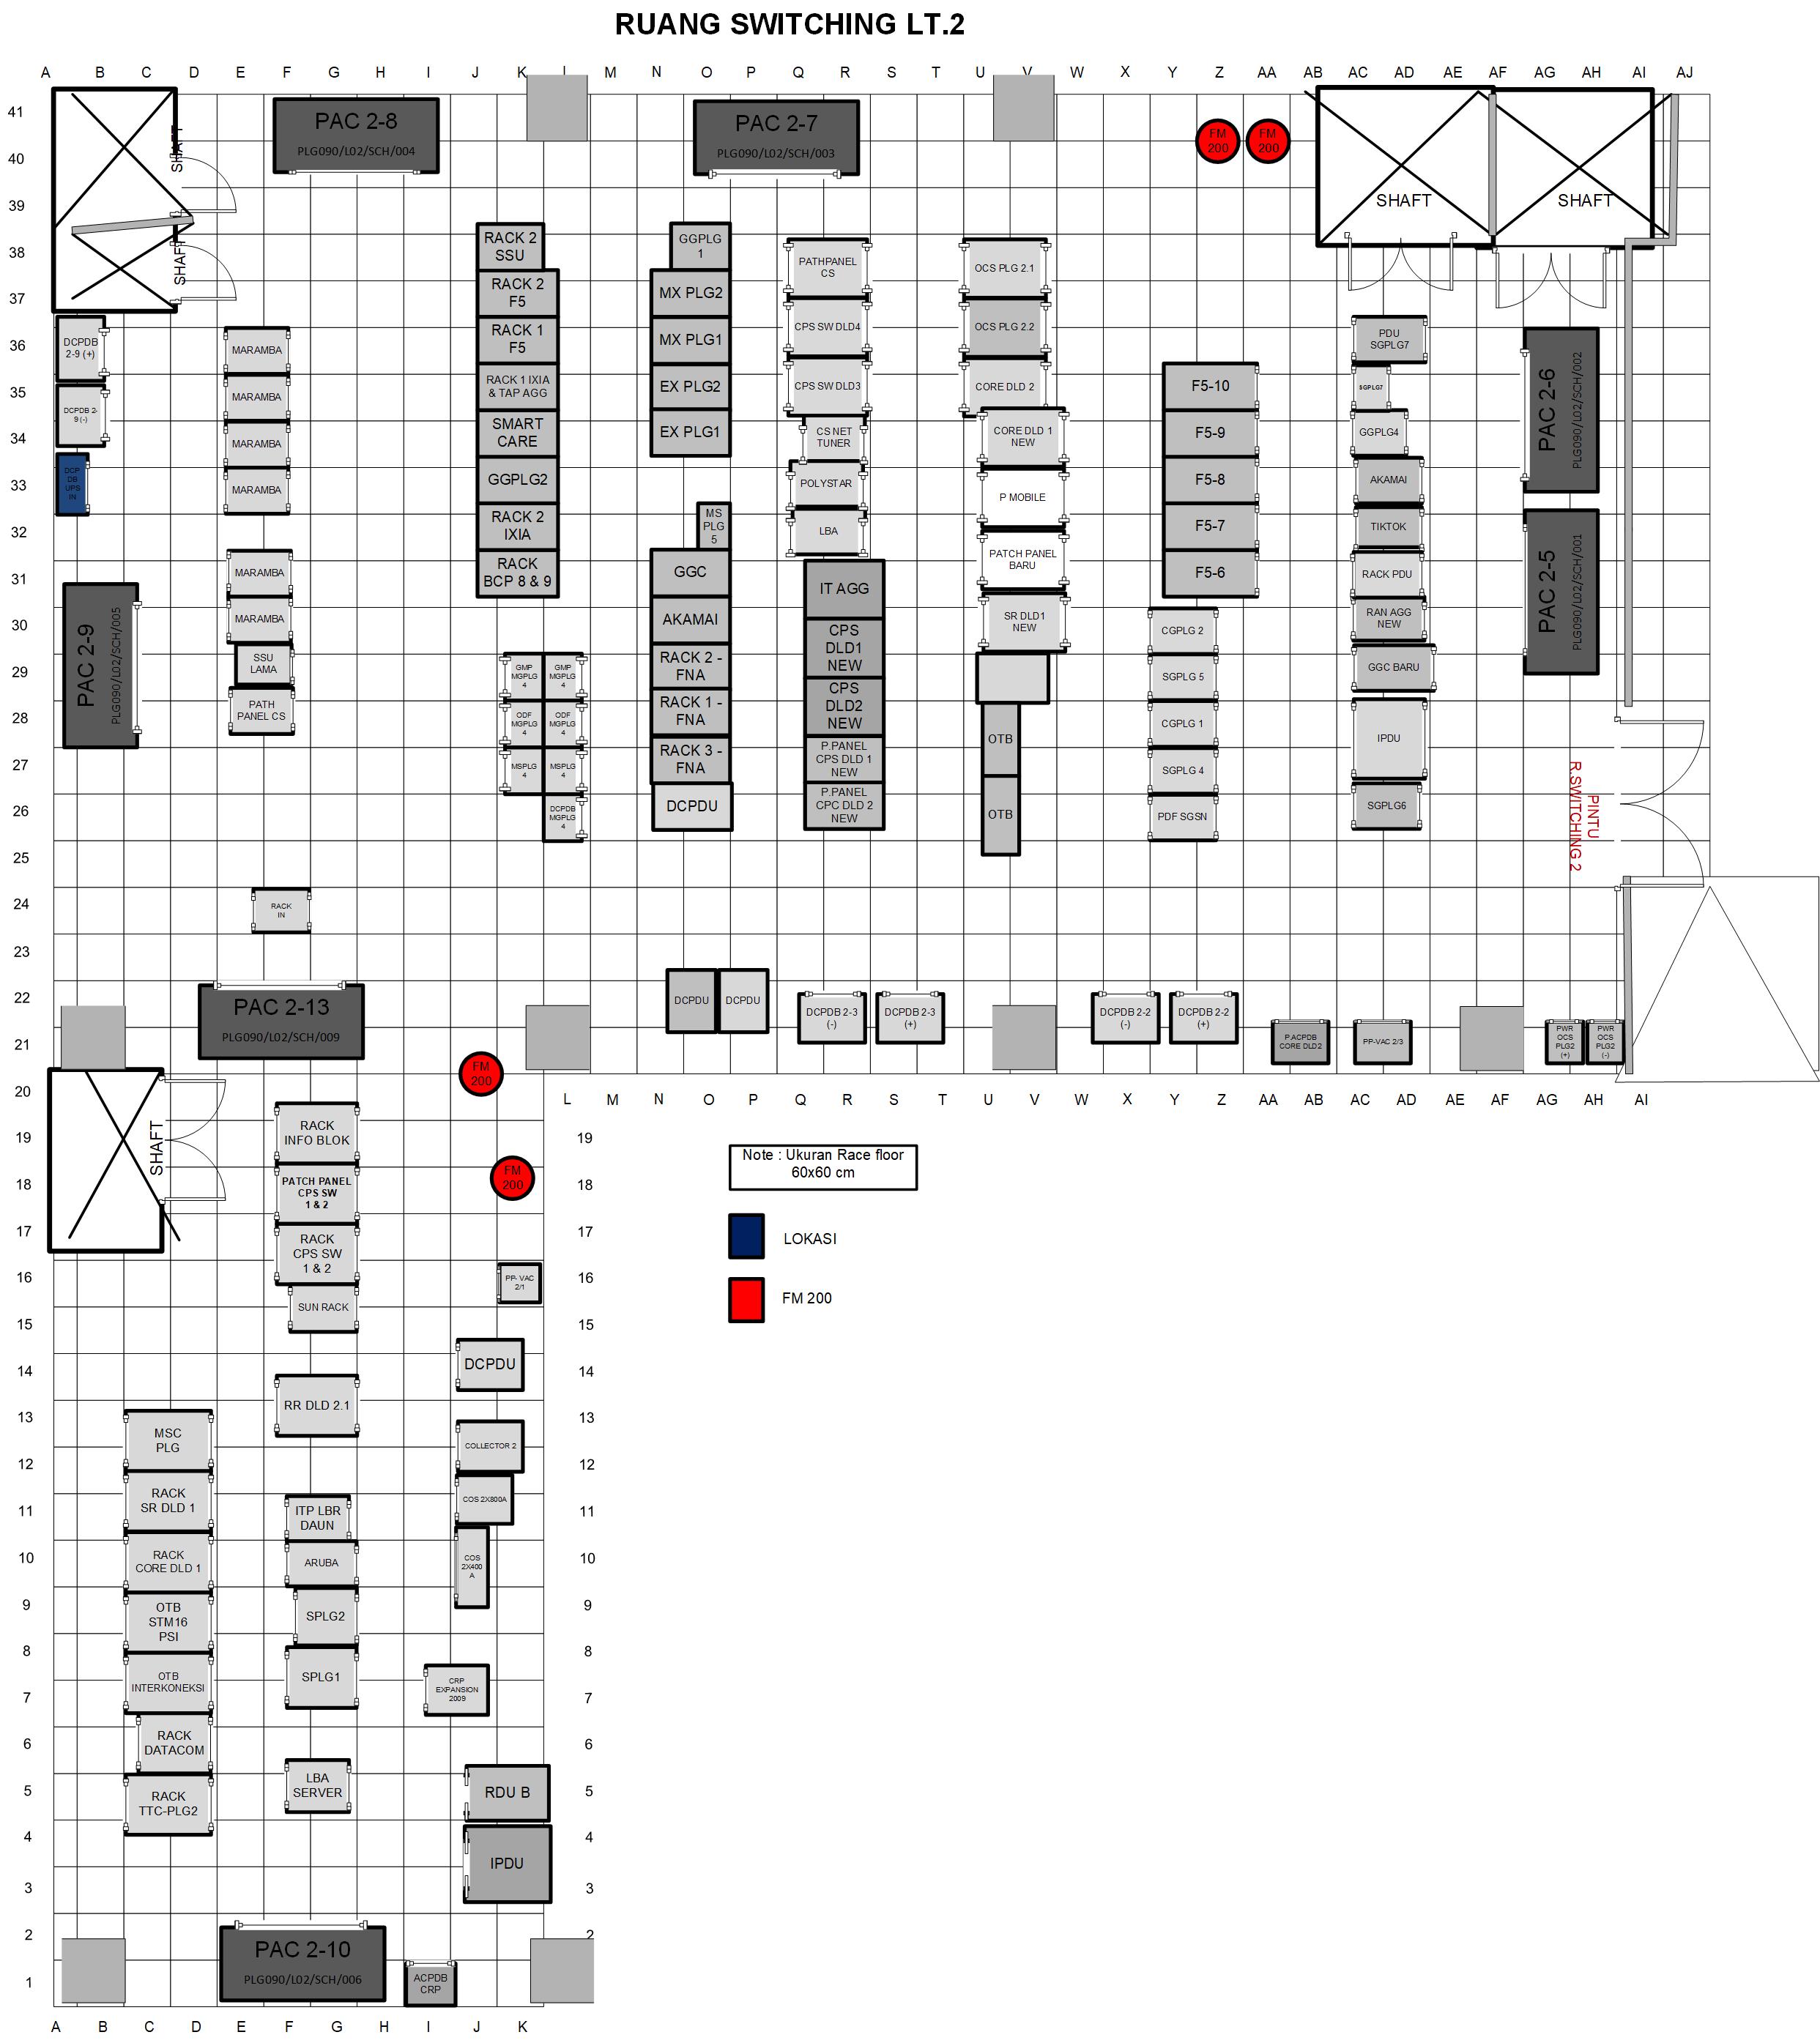 RUANG SWITCHING LT.2
A B C D E F G H I J K L M N O P Q R S T U V W X Y Z AA AB AC AD AE AF AG AH AI AJ
41
40
39
38
37
36
35
34
33
32
31
30
29
28
27
26
25
24
23
22
21
20
19
18
17
16
15
14
13
12
11
10
9
8
7
6
5
4
3
2
1
SHAFT
SHAFT
PAC 2-8
PLG090/L02/SCH/004
PAC 2-7
PLG090/L02/SCH/003
FM
200
FM
200
SHAFT
SHAFT
DCPDB
2-9 (+)
DCPDB 2-
9 (-)
DCP
DB
UPS
IN
PAC 2-9
PLG090/L02/SCH/005
MARAMBA
MARAMBA
MARAMBA
MARAMBA
MARAMBA
MARAMBA
SSU
LAMA
PATH
PANEL CS
RACK
IN
RACK 2
SSU
RACK 2
F5
RACK 1
F5
RACK 1 IXIA
& TAP AGG
SMART
CARE
GGPLG2
RACK 2
IXIA
RACK
BCP 8 & 9
GMP
MGPLG
4
GMP
MGPLG
4
ODF
MGPLG
4
ODF
MGPLG
4
MSPLG
4
MSPLG
4
DCPDB
MGPLG
4
GGPLG
1
MX PLG2
MX PLG1
EX PLG2
EX PLG1
MS
PLG
5
GGC
AKAMAI
RACK 2 -
FNA
RACK 1 -
FNA
RACK 3 -
FNA
DCPDU
PATHPANEL
CS
CPS SW DLD4
CPS SW DLD3
CS NET
TUNER
POLYSTAR
LBA
IT AGG
CPS
DLD1
NEW
CPS
DLD2
NEW
P.PANEL
CPS DLD 1
NEW
P.PANEL
CPC DLD 2
NEW
OCS PLG 2.1
OCS PLG 2.2
CORE DLD 2
CORE DLD 1
NEW
P MOBILE
PATCH PANEL
BARU
SR DLD1
NEW
OTB
OTB
F5-10
F5-9
F5-8
F5-7
F5-6
CGPLG 2
SGPLG 5
CGPLG 1
SGPLG 4
PDF SGSN
PDU
SGPLG7
SGPLG7
GGPLG4
AKAMAI
TIKTOK
RACK PDU
RAN AGG
NEW
GGC BARU
IPDU
SGPLG6
PAC 2-6
PLG090/L02/SCH/002
PAC 2-5
PLG090/L02/SCH/001
PINTU
R.SWITCHING 2
PAC 2-13
PLG090/L02/SCH/009
DCPDU
DCPDU
DCPDB 2-3
(-)
DCPDB 2-3
(+)
DCPDB 2-2
(-)
DCPDB 2-2
(+)
P.ACPDB
CORE DLD2
PP-VAC 2/3
PWR
OCS
PLG2
(+)
PWR
OCS
PLG2
(-)
L M N O P Q R S T U V W X Y Z AA AB AC AD AE AF AG AH AI
FM
200
FM
200
SHAFT
RACK
INFO BLOK
PATCH PANEL
CPS SW
1 & 2
RACK
CPS SW
1 & 2
SUN RACK
RR DLD 2.1
ITP LBR
DAUN
ARUBA
SPLG2
SPLG1
LBA
SERVER
PP- VAC
2/1
DCPDU
COLLECTOR 2
COS 2X800A
COS
2X400
A
CRP
EXPANSION
2009
RDU B
IPDU
MSC
PLG
RACK
SR DLD 1
RACK
CORE DLD 1
OTB
STM16
PSI
OTB
INTERKONEKSI
RACK
DATACOM
RACK
TTC-PLG2
PAC 2-10
PLG090/L02/SCH/006
ACPDB
CRP
19
18
17
16
15
14
13
12
11
10
9
8
7
6
5
4
3
2
Note : Ukuran Race floor
60x60 cm
LOKASI
FM 200
A B C D E F G H I J K